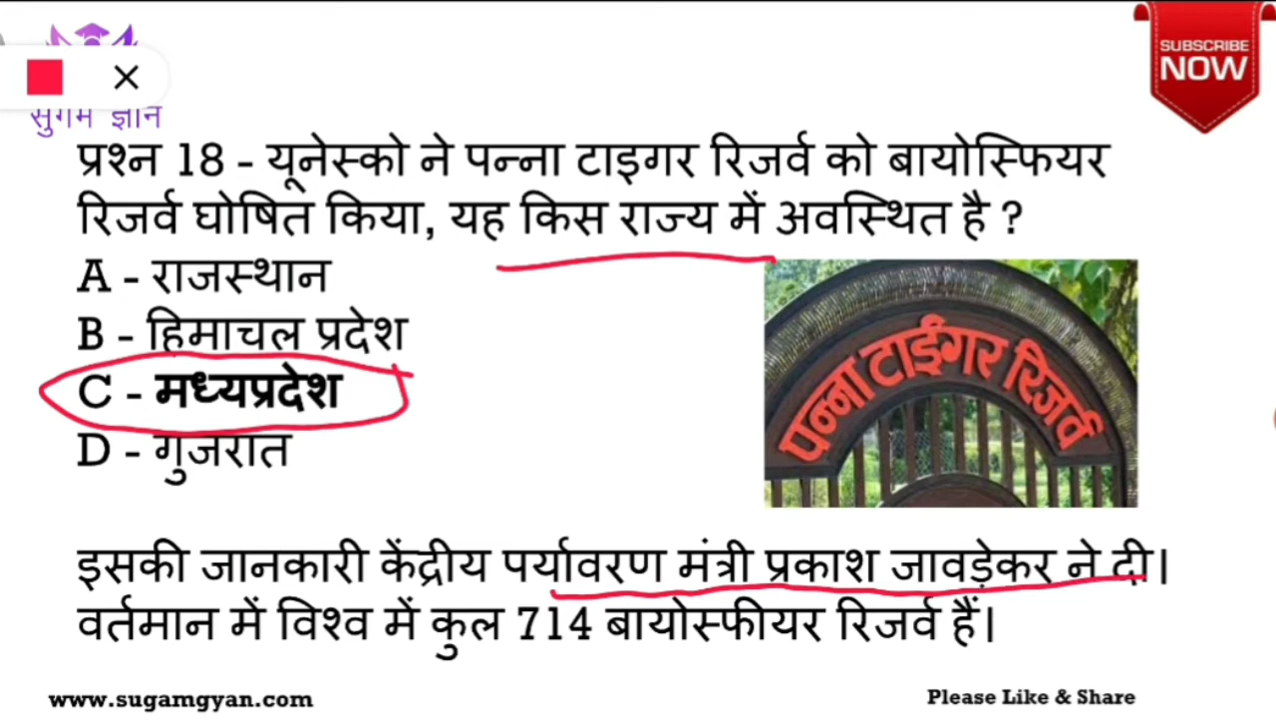 SUBSCRIBE
NOW
सुगम ज्ञान
प्रश्न 18 - यूनेस्को ने पन्ना टाइगर रिजर्व को बायोस्फियर
रिजर्व घोषित किया, यह किस राज्य में अवस्थित है ?
A - राजस्थान
B - हिमाचल प्रदेश
C - मध्यप्रदेश
D - गुजरात
पन्ना टाईगर रिजर्व
इसकी जानकारी केंद्रीय पर्यावरण मंत्री प्रकाश जावड़ेकर ने दी।
वर्तमान में विश्व में कुल 714 बायोस्फीयर रिजर्व हैं।
www.sugamgyan.com
Please Like & Share